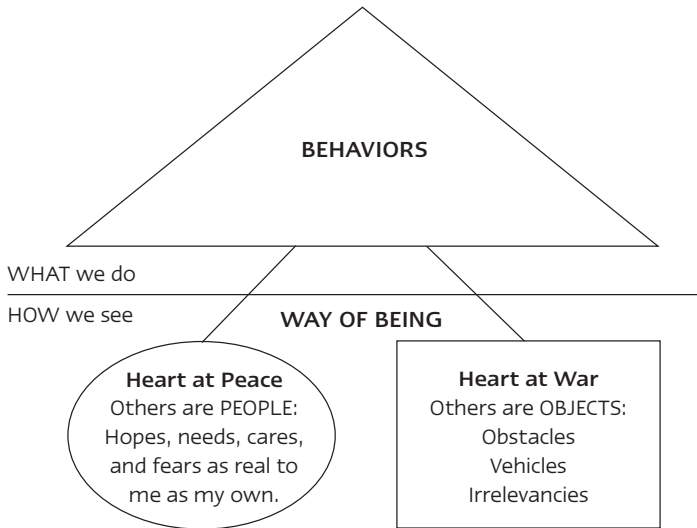 BEHAVIORS
WHAT we do
HOW we see
WAY OF BEING
Heart at Peace
Others are PEOPLE:
Hopes, needs, cares,
and fears as real to
me as my own.
Heart at War
Others are OBJECTS:
Obstacles
Vehicles
Irrelevancies